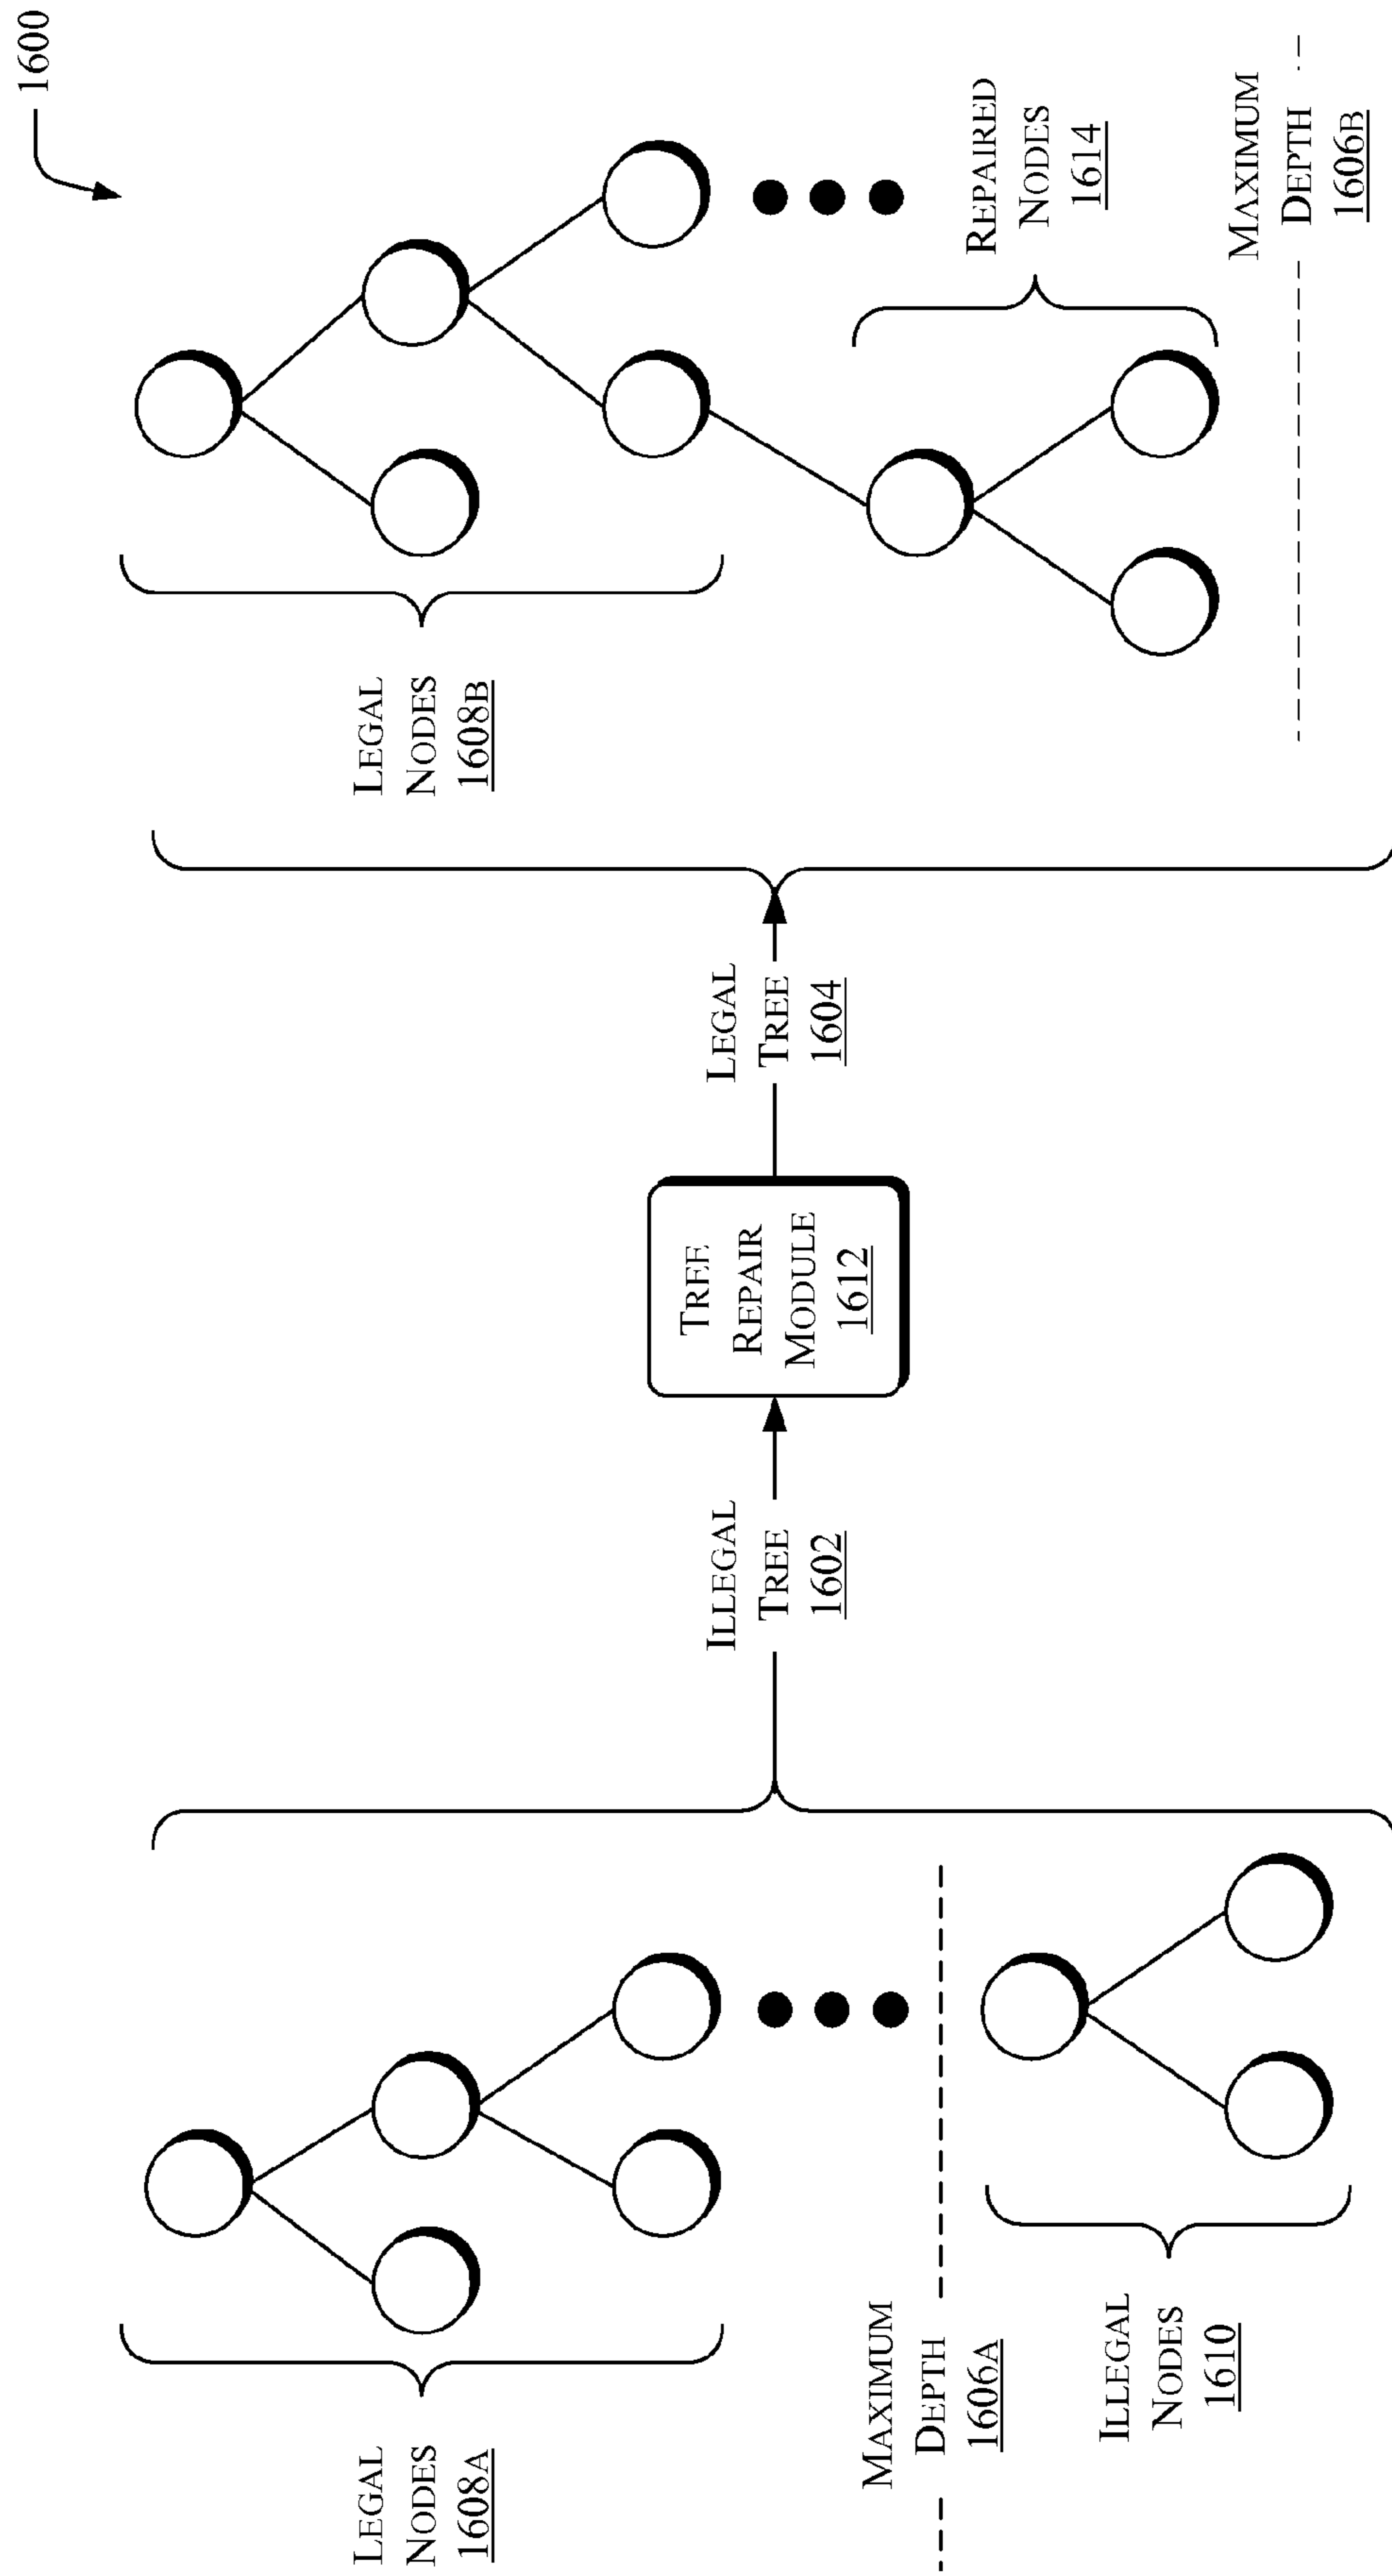 1600
LEGAL
NODES
1608A
MAXIMUM
DEPTH
1606A
ILLEGAL
NODES
1610
ILLEGAL
TREE
1602
TREE
REPAIR
MODULE
1612
LEGAL
TREE
1604
LEGAL
NODES
1608B
REPAIRED
NODES
1614
MAXIMUM
DEPTH
1606B